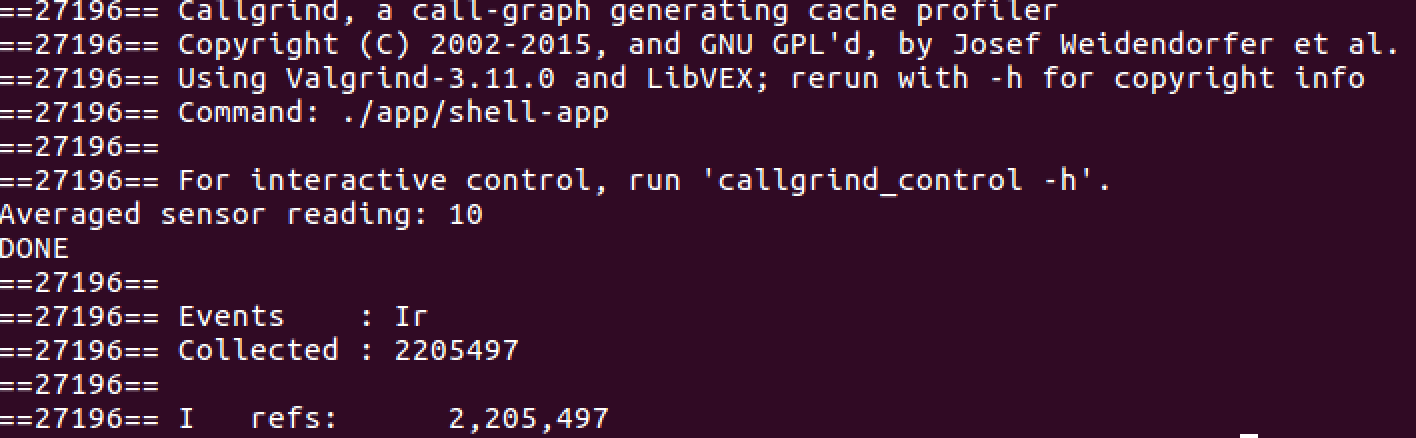 ==27196== Callgrind, a call-graph generating cache profiler
==27196== Copyright (C) 2002-2015, and GNU GPL'd, by Josef Weidendorfer et al.
==27196== Using Valgrind-3.11.0 and LibVEX; rerun with -h for copyright info
==27196== Command: ./app/shell-app
==27196==
==27196== For interactive control, run 'callgrind_control -h'.
Averaged sensor reading: 10
DONE
==27196==
==27196== Events    : Ir
==27196== Collected : 2205497
==27196==
==27196== I   refs:      2,205,497